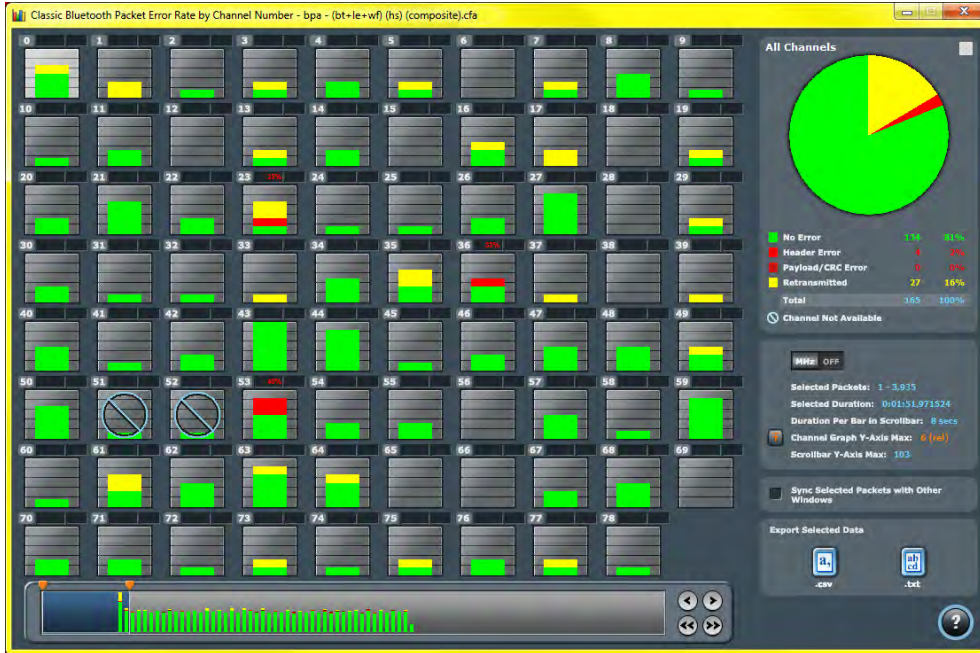 Classic Bluetooth Packet Error Rate by Channel Number - bpa - (bt+le+wf) (hs) (composite).cfa
0 1 2 3 4 5 6 7 8 9
10 11 12 13 14 15 16 17 18 19
20 21 22 23 24 25 26 27 28 29
30 31 32 33 34 35 36 37 38 39
40 41 42 43 44 45 46 47 48 49
50 51 52 53 54 55 56 57 58 59
60 61 62 63 64 65 66 67 68 69
70 71 72 73 74 75 76 77 78
All Channels
No Error 134 81%
Header Error 4
Payload/CRC Error 0 0%
Retransmitted 27 16%
Total 165 100%
Channel Not Available
MHz OFF
Selected Packets: 1 - 3,935
Selected Duration: 0:01:51.971524
Duration Per Bar in Scrollbar: 8 secs
Channel Graph Y-Axis Max: 6 (rel)
Scrollbar Y-Axis Max: 103
Sync Selected Packets with Other
Windows
Export Selected Data
a,
ab
cd
.csv .txt
?